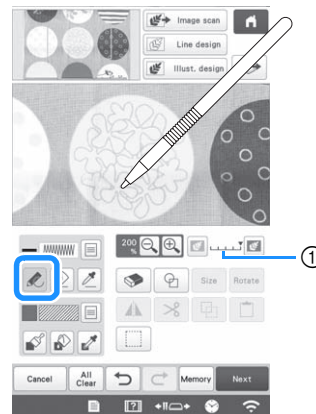 Image scan
Line design
Illust. design
200 %
①
Size
Rotate
Cancel
All Clear
Memory
Next